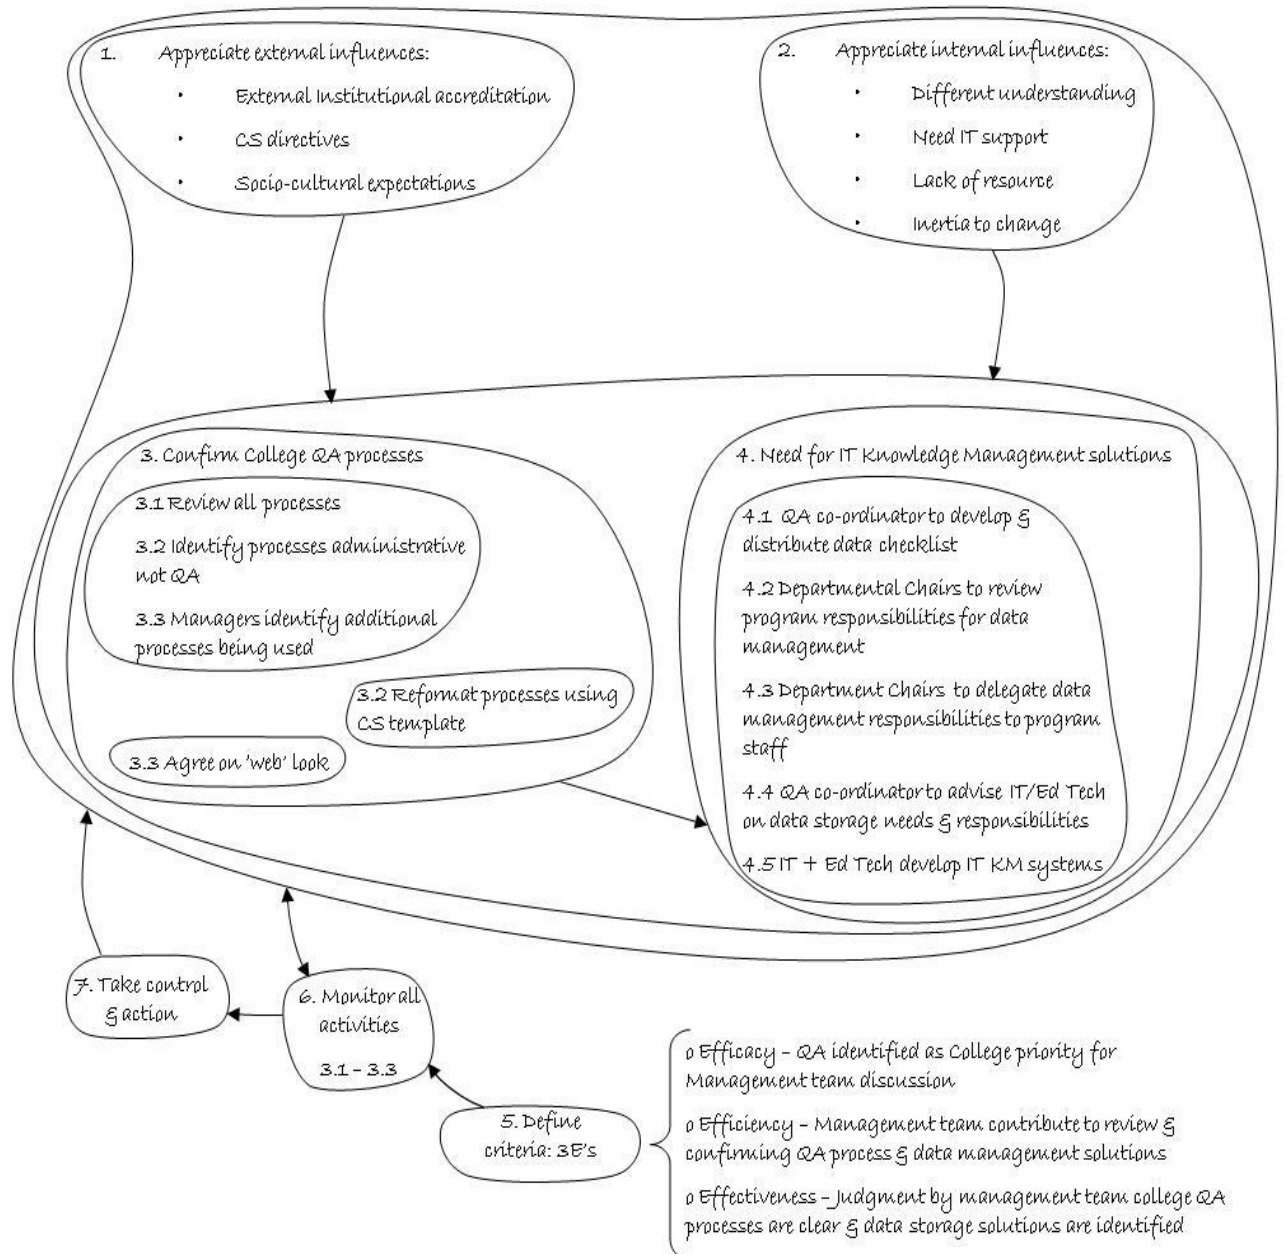 1. Appreciate external influences:
• External Institutional accreditation
• CS directives
• Socio-cultural expectations
2. Appreciate internal influences:
• Different understanding
• Need IT support
• Lack of resource
• Inertia to change
3. Confirm College QA processes
3.1 Review all processes
3.2 Identify processes administrative
not QA
3.3 Managers identify additional
processes being used
3.2 Reformat processes using
CS template
3.3 Agree on 'web' look
4. Need for IT Knowledge Management solutions
4.1 QA co-ordinator to develop &
distribute data checklist
4.2 Departmental Chairs to review
program responsibilities for data
management
4.3 Department Chairs to delegate data
management responsibilities to program
staff
4.4 QA co-ordinator to advise IT/Ed Tech
on data storage needs & responsibilities
4.5 IT + Ed Tech develop IT KM systems
7. Take control
& action
6. Monitor all
activities
3.1 - 3.3
5. Define
criteria: 3E's
o Efficacy - QA identified as College priority for
Management team discussion
o Efficiency - Management team contribute to review &
confirming QA process & data management solutions
o Effectiveness - Judgment by management team college QA
processes are clear & data storage solutions are identified